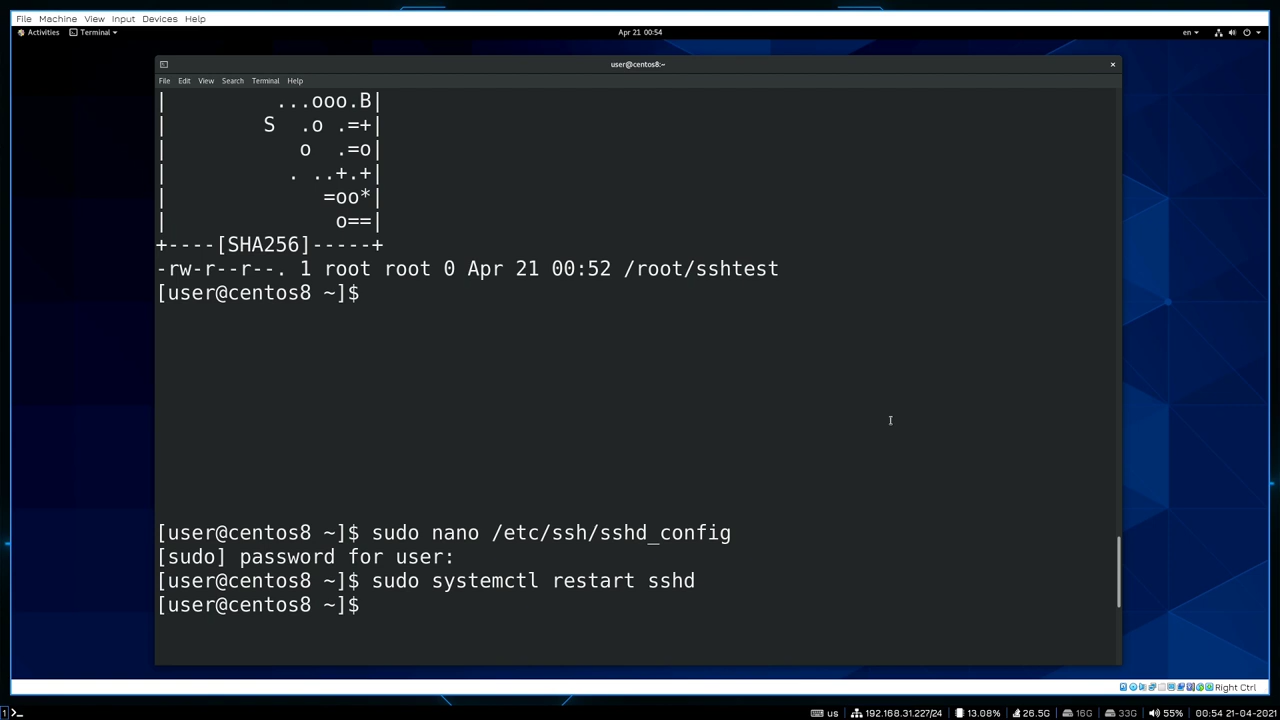 File Machine View Input Devices Help
Activities Terminal Apr 21 00:54 en
user@centos8:~
File Edit View Search Terminal Help
| ...ooo.B|
| S .o .=+|
| o .=o|
| . ..+.+|
| =oo*|
| o==|
+----[SHA256]-----+
-rw-r--r--. 1 root root 0 Apr 21 00:52 /root/sshtest
[user@centos8 ~]$
[user@centos8 ~]$ sudo nano /etc/ssh/sshd_config
[sudo] password for user:
[user@centos8 ~]$ sudo systemctl restart sshd
[user@centos8 ~]$
Right Ctrl
1 >_ us 192.168.31.227/24 13.08% 26.5G 16G 33G 55% 00:54 21-04-2021